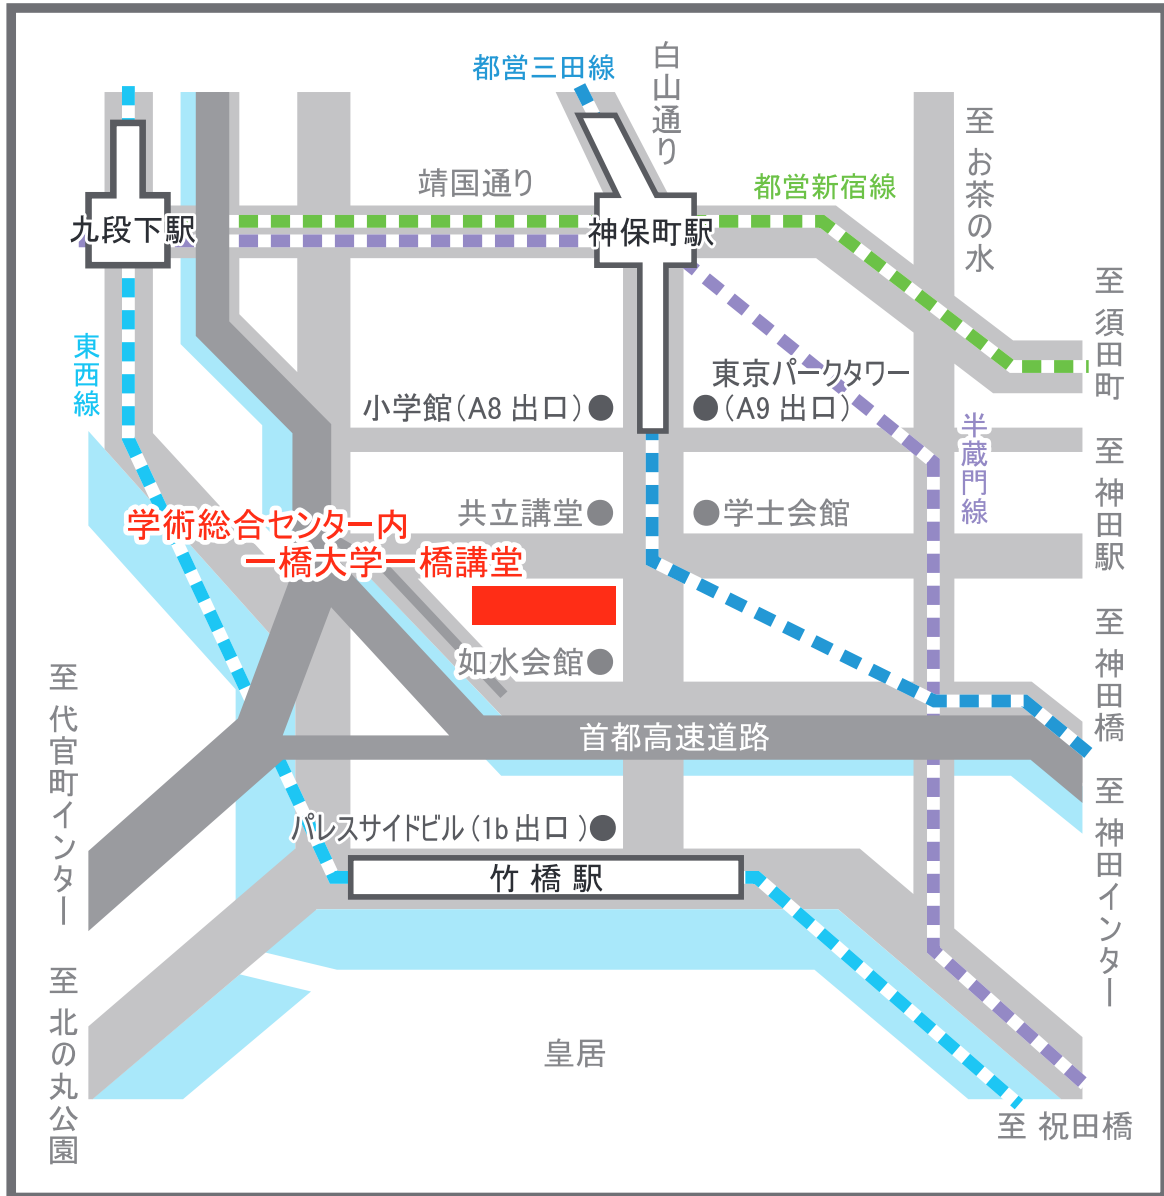 都営三田線
白山通り
至 お茶の水
靖国通り
都営新宿線
九段下駅
神保町駅
至 須田町
東西線
東京パークタワー
小学館（A8 出口）
（A9 出口）
半蔵門線
至 神田駅
共立講堂
学士会館
学術総合センター内
一橋大学一橋講堂
至 神田橋
如水会館
至 代官町インター
首都高速道路
至 神田インター
パレスサイドビル（1b 出口 ）
竹 橋 駅
至 北の丸公園
皇居
至 祝田橋